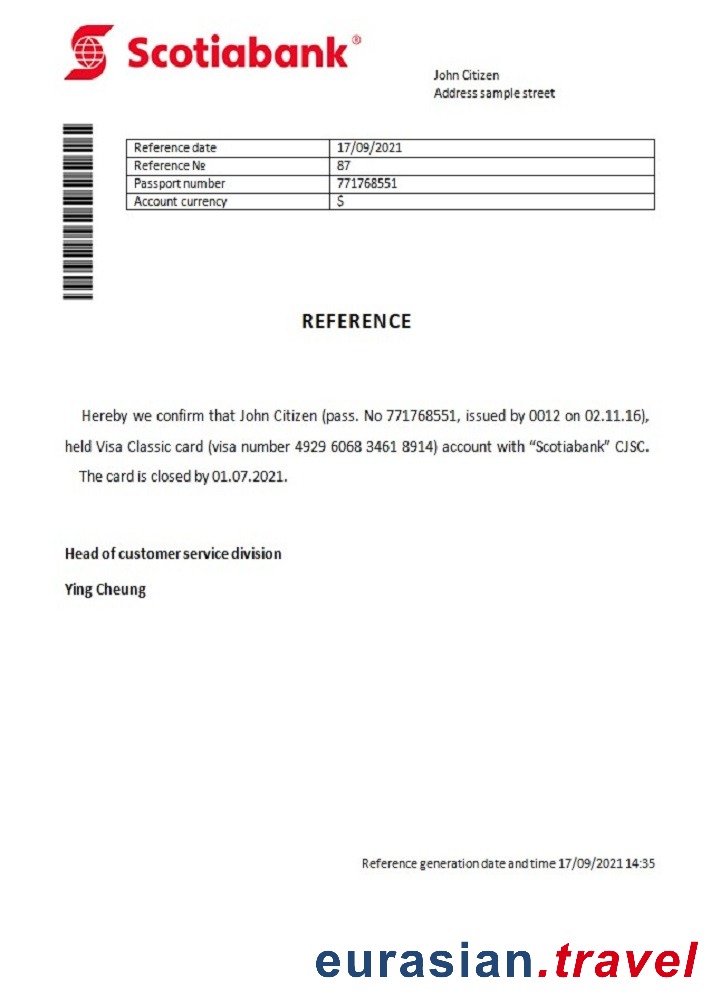 Scotiabank®
John Citizen
Address sample street
Reference date 17/09/2021
Reference № 87
Passport number 771768551
Account currency $
REFERENCE
Hereby we confirm that John Citizen (pass. No 771768551, issued by 0012 on 02.11.16),
held Visa Classic card (visa number 4929 6068 3461 8914) account with “Scotiabank” CJSC.
The card is closed by 01.07.2021.
Head of customer service division
Ying Cheung
Reference generation date and time 17/09/2021 14:35
eurasian.travel